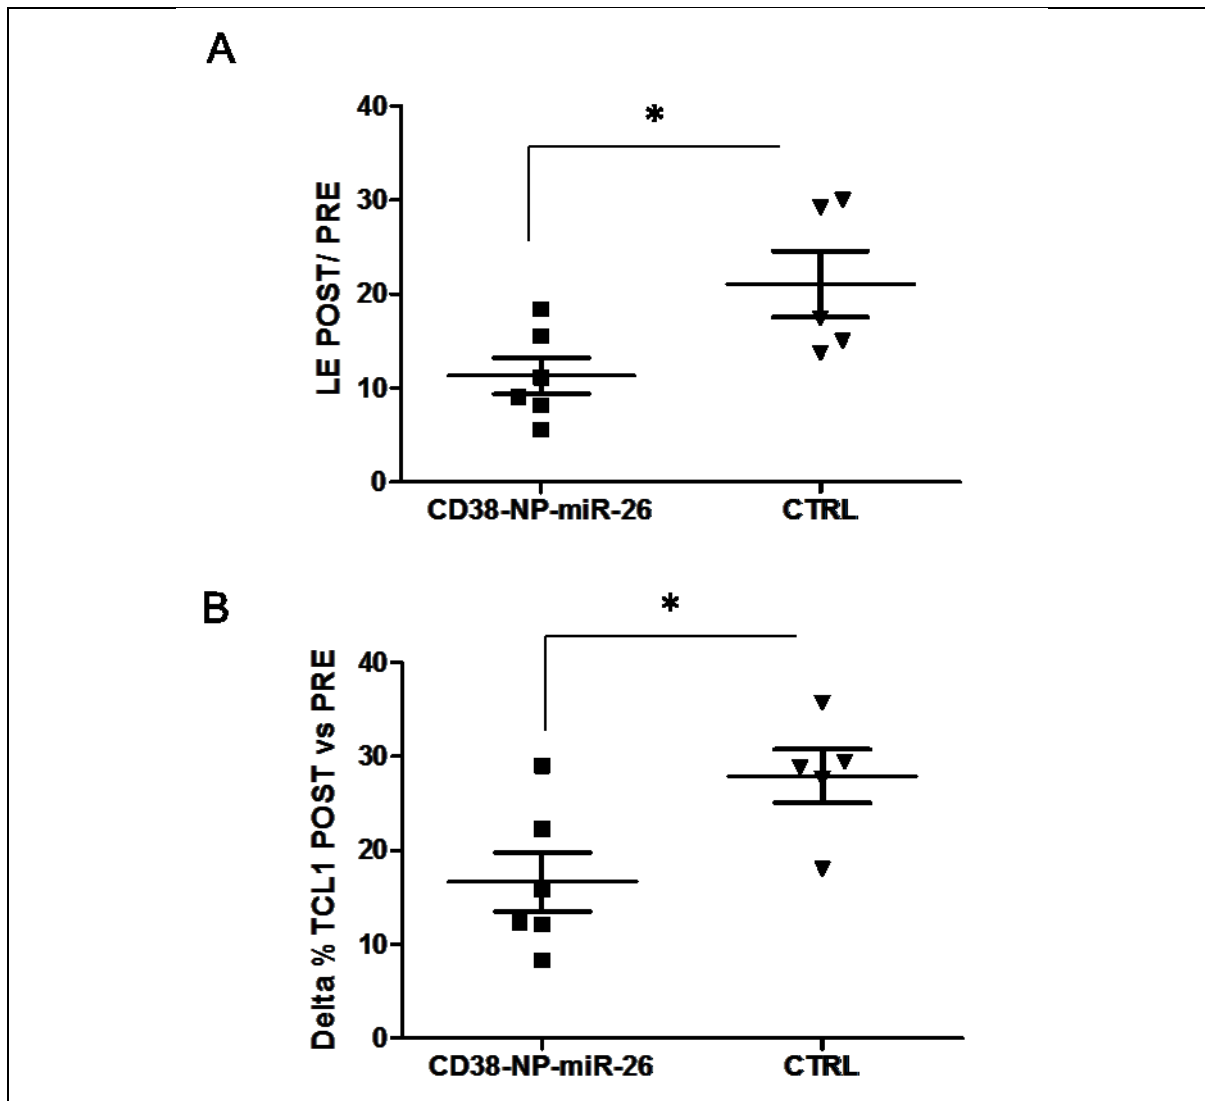 A
*
40
30
20
10
0
LE POST/ PRE
CD38-NP-miR-26 CTRL
B
*
40
30
20
10
0
Delta % TCL1 POST vs PRE
CD38-NP-miR-26 CTRL